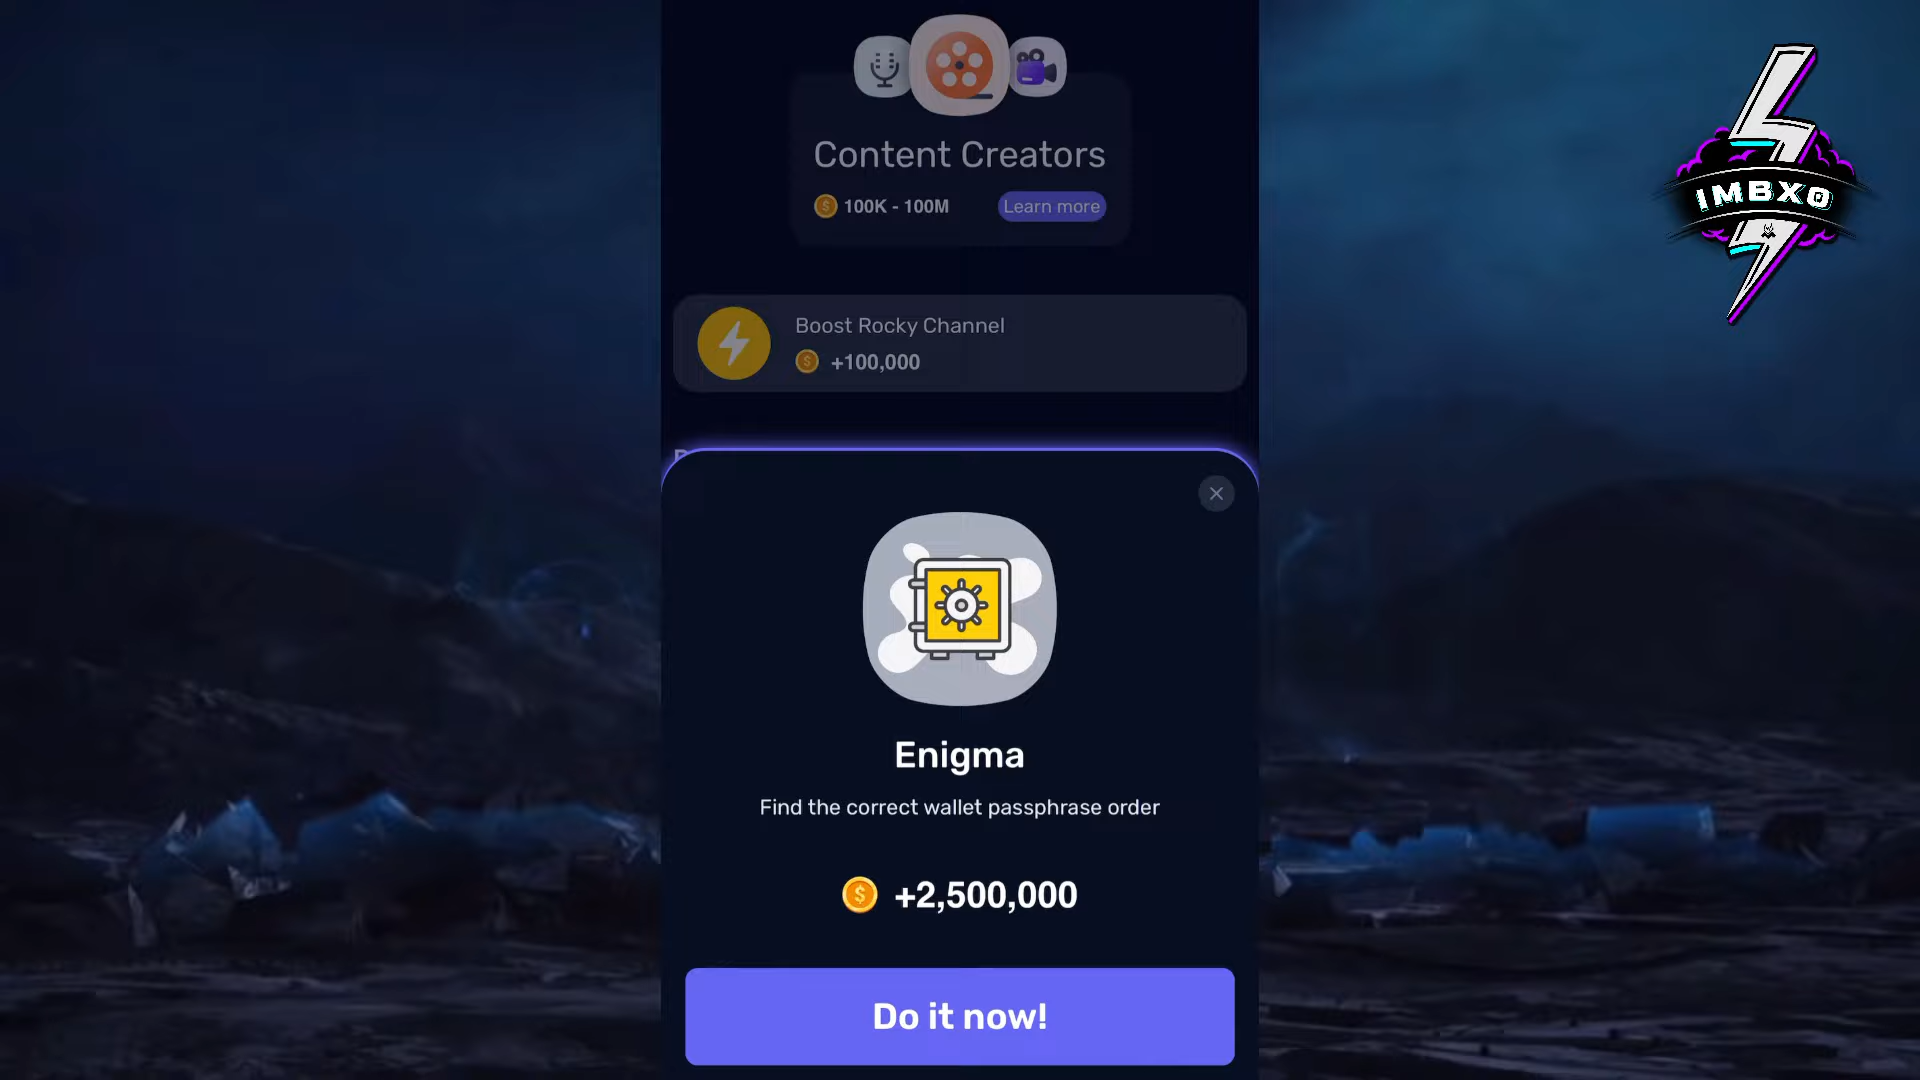 Content Creators
100K - 100M
Learn more
IMBXO
Boost Rocky Channel
+100,000
Enigma
Find the correct wallet passphrase order
+2,500,000
Do it now!